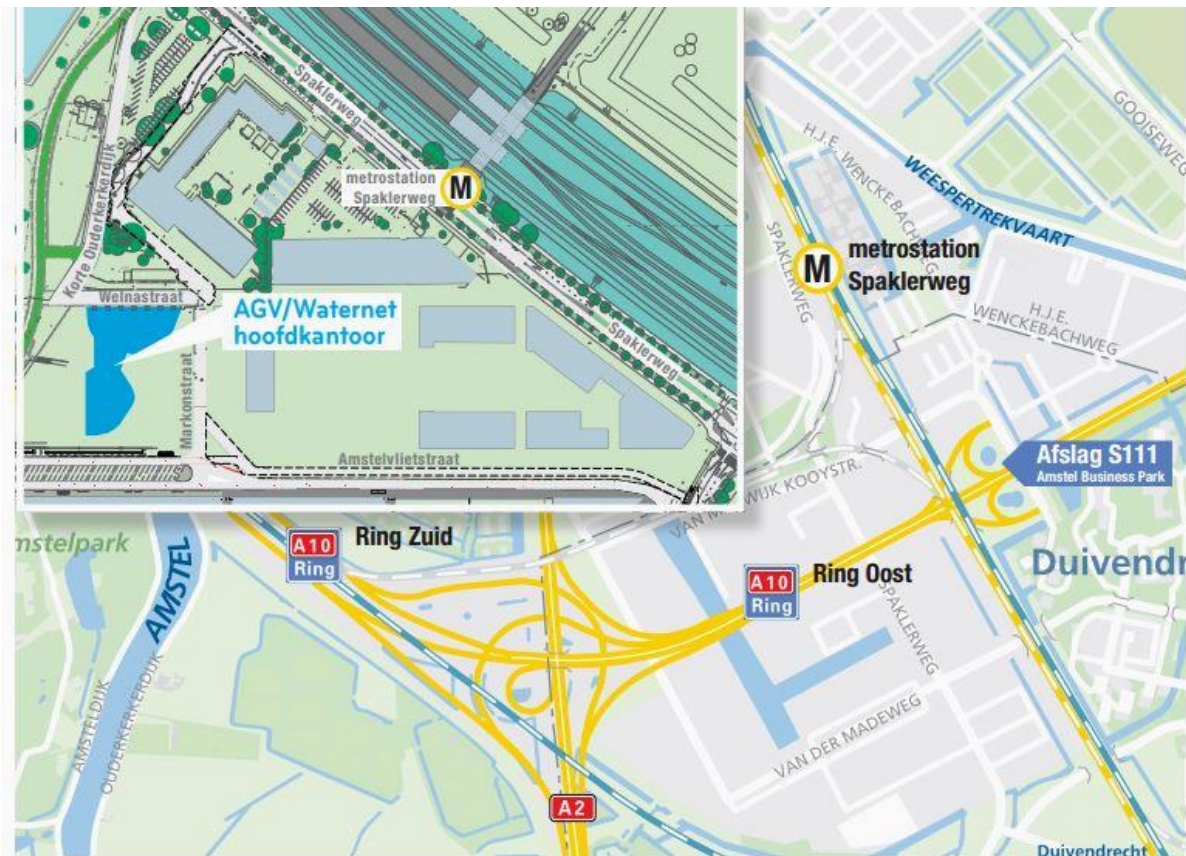 Spaklerweg
metrostation
Spaklerweg
M
Korte Ouderkerkerdijk
Welnastraat
AGV/Waternet
hoofdkantoor
Markonstraat
Spaklerweg
Amstelvlietstraat
GOOISEWEG
H.J.E. WENCKEBACHWEG
WEESPERTREKVAART
SPAKLERWEG
M
metrostation
Spaklerweg
H.J.E.
WENCKEBACHWEG
Afslag S111
Amstel Business Park
WIJK KOOYSTR.
mstelpark
AMSTEL
A10
Ring
Ring Zuid
A10
Ring
Ring Oost
Duivendr
SPAKLERWEG
AMSTELDIJK
OUDERKERKERDIJK
VAN DER MADEWEG
A2
Duivendrecht